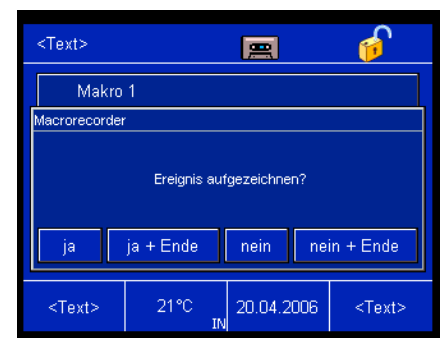 <Text>
Makro 1
Macrorecorder
Ereignis aufgezeichnen?
ja ja + Ende nein nein + Ende
<Text> 21°C IN 20.04.2006 <Text>